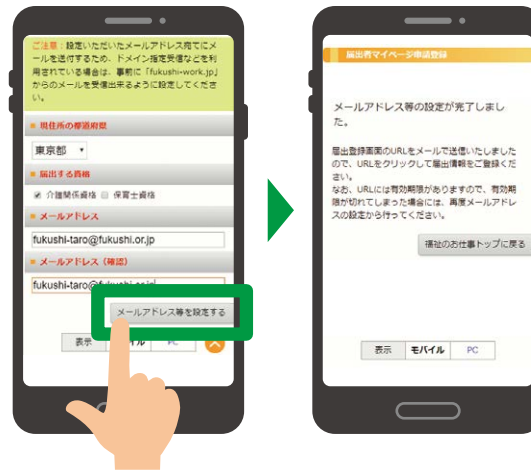 ご注意：設定いただいたメールアドレス宛てにメ
ールを送付するため、ドメイン指定受信などを利
用されている場合は、事前に「fukushi-work.jp」
からのメールを受信出来るように設定してくださ
い。
現住所の都道府県
東京都
届出する資格
介護関係資格 保育士資格
メールアドレス
fukushi-taro@fukushi.or.jp
メールアドレス（確認）
fukushi-taro@fukushi.or.jp
メールアドレス等を設定する
表示 PC
届出者マイページ申請登録
メールアドレス等の設定が完了しまし
た。
届出登録画面のURLをメールで送信いたしました
ので、URLをクリックして届出情報をご登録くだ
さい。
なお、URLには有効期限がありますので、有効期
限が切れてしまった場合には、再度メールアドレ
スの設定から行ってください。
福祉のお仕事トップに戻る
表示 モバイル PC